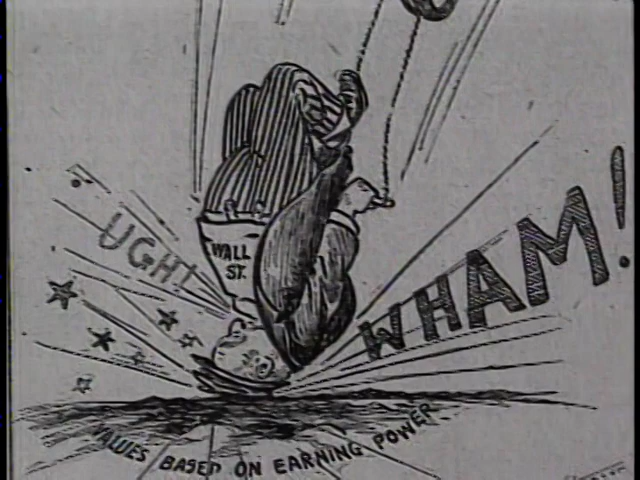 UGH!
WALL
ST.
WHAM!
VALUES BASED ON EARNING POWER